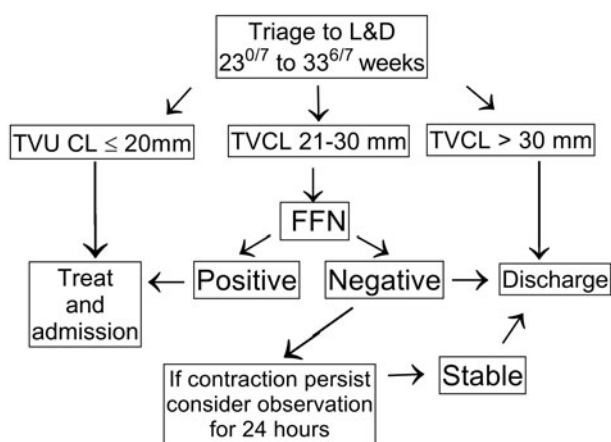 Triage to L&D
23^0/7 to 33^6/7 weeks
TVU CL ≤ 20mm
TVCL 21-30 mm
TVCL > 30 mm
FFN
Positive
Negative
Discharge
Treat
and
admission
If contraction persist
consider observation
for 24 hours
Stable